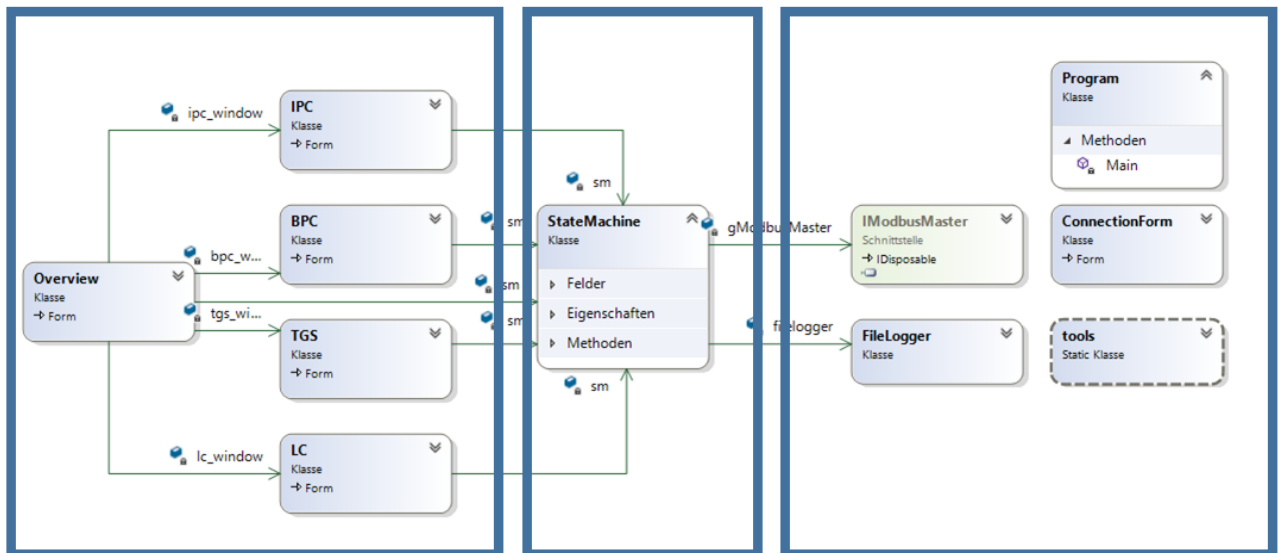 ipc_window
IPC
Klasse
Form
bpc_w...
BPC
Klasse
Form
Overview
Klasse
Form
tgs_wi...
TGS
Klasse
Form
lc_window
LC
Klasse
Form
sm
sm
sm
sm
sm
StateMachine
Klasse
Felder
Eigenschaften
Methoden
gModbusMaster
filelogger
IModbusMaster
Schnittstelle
IDisposable
FileLogger
Klasse
Program
Klasse
Methoden
Main
ConnectionForm
Klasse
Form
tools
Static Klasse